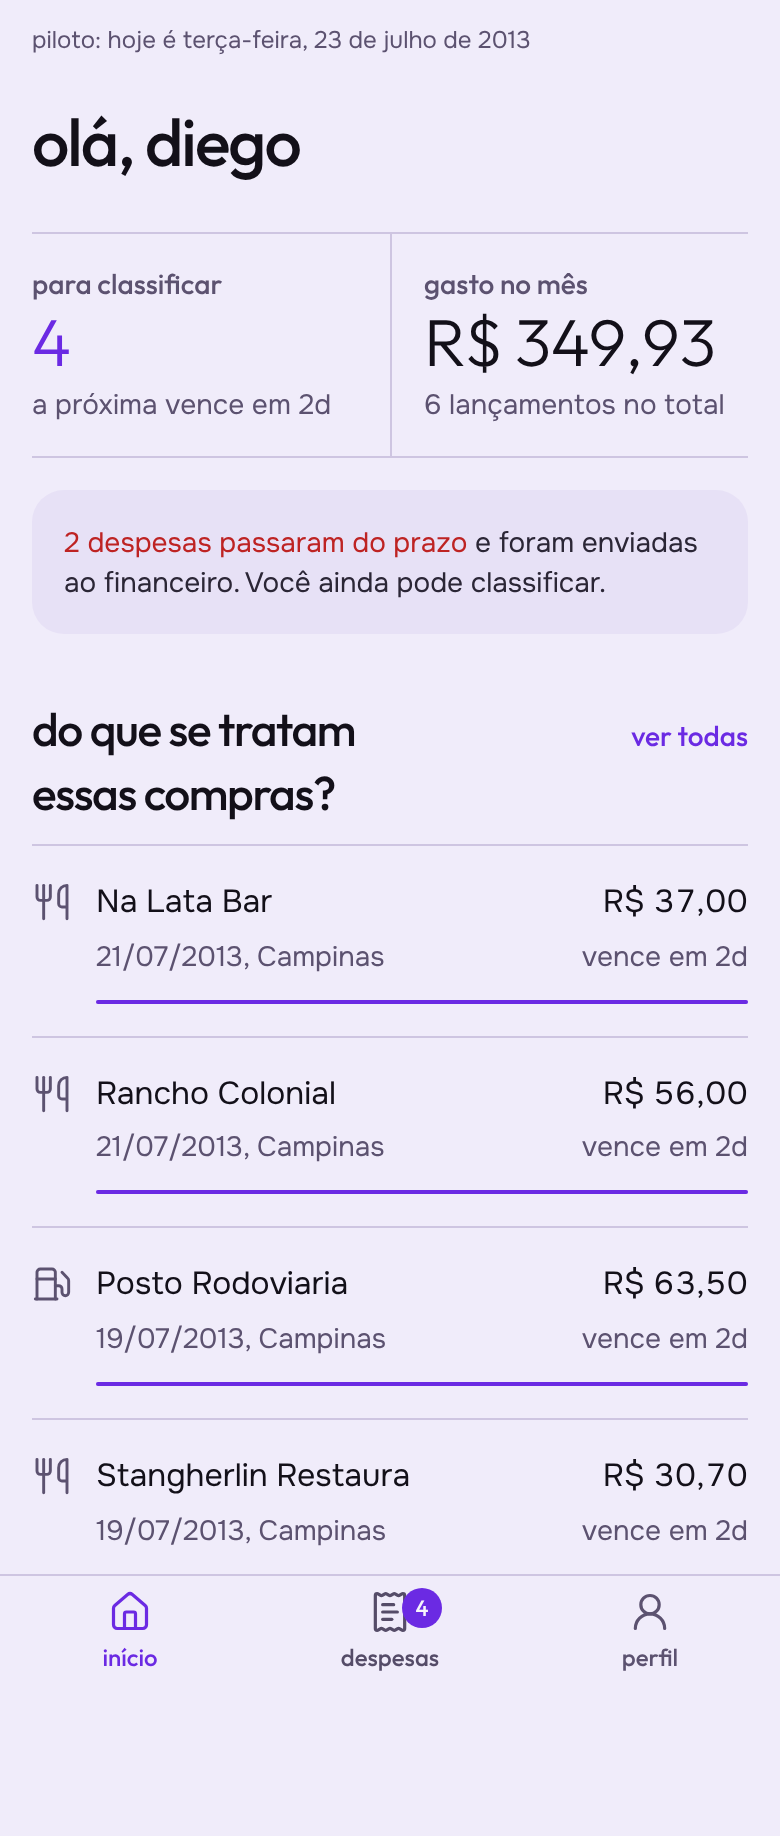 piloto: hoje é terça-feira, 23 de julho de 2013
olá, diego
para classificar
4
a próxima vence em 2d
gasto no mês
R$ 349,93
6 lançamentos no total
2 despesas passaram do prazo e foram enviadas
ao financeiro. Você ainda pode classificar.
do que se tratam
essas compras?
ver todas
Na Lata Bar
R$ 37,00
21/07/2013, Campinas
vence em 2d
Rancho Colonial
R$ 56,00
21/07/2013, Campinas
vence em 2d
Posto Rodoviaria
R$ 63,50
19/07/2013, Campinas
vence em 2d
Stangherlin Restaura
R$ 30,70
19/07/2013, Campinas
vence em 2d
4
início
despesas
perfil